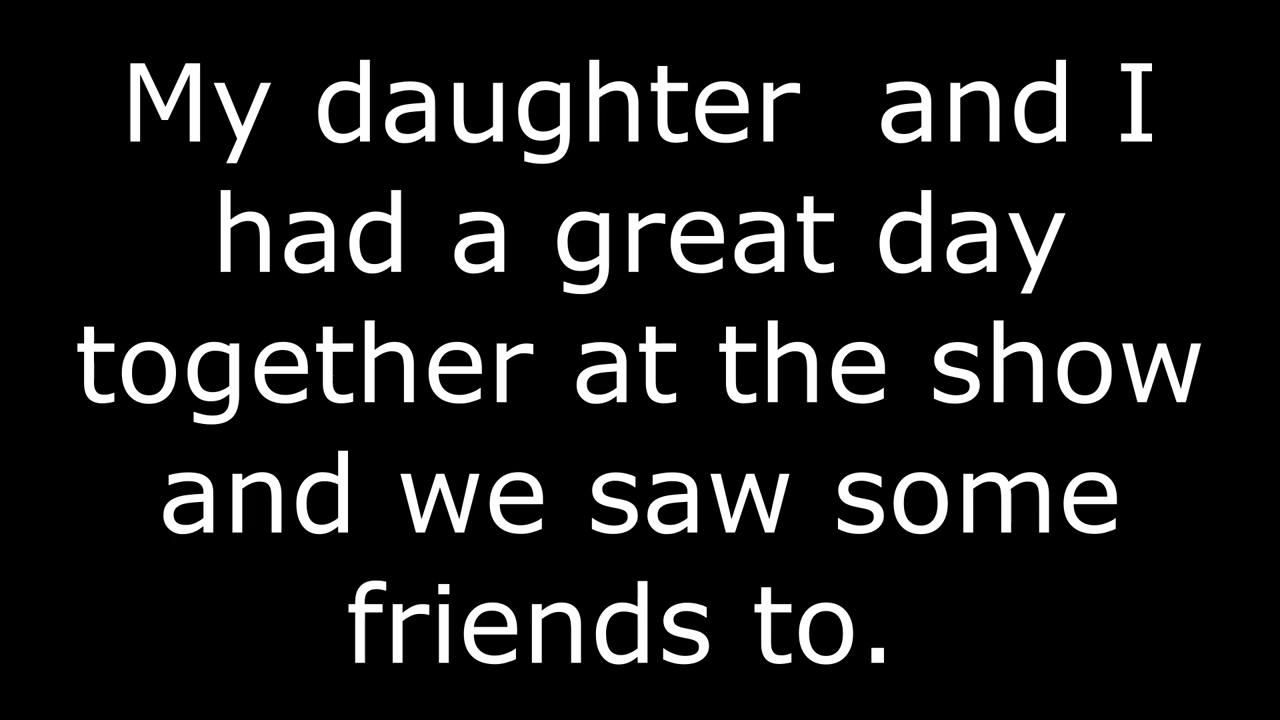 My daughter  and I
had a great day
together at the show
and we saw some
friends to.